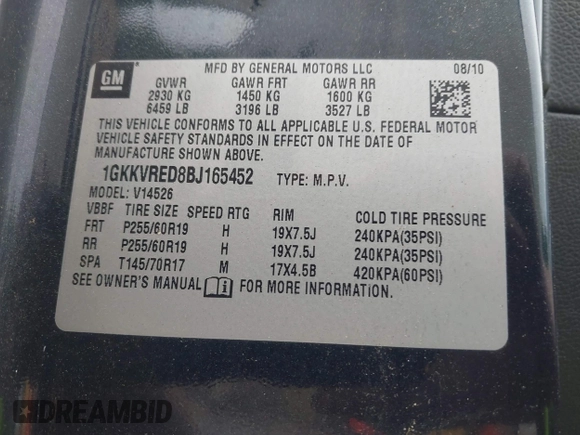 GM
MFD BY GENERAL MOTORS LLC 08/10
GVWR GAWR FRT GAWR RR
2930 KG 1450 KG 1600 KG
6459 LB 3196 LB 3527 LB
THIS VEHICLE CONFORMS TO ALL APPLICABLE U.S. FEDERAL MOTOR
VEHICLE SAFETY STANDARDS IN EFFECT ON THE DATE OF
MANUFACTURE SHOWN ABOVE.
1GKKVRED8BJ165452 TYPE: M.P.V.
MODEL: V14526
VBBF TIRE SIZE SPEED RTG RIM COLD TIRE PRESSURE
FRT P255/60R19 H 19X7.5J 240KPA(35PSI)
RR P255/60R19 H 19X7.5J 240KPA(35PSI)
SPA T145/70R17 M 17X4.5B 420KPA(60PSI)
SEE OWNER'S MANUAL FOR MORE INFORMATION.
DREAMBID